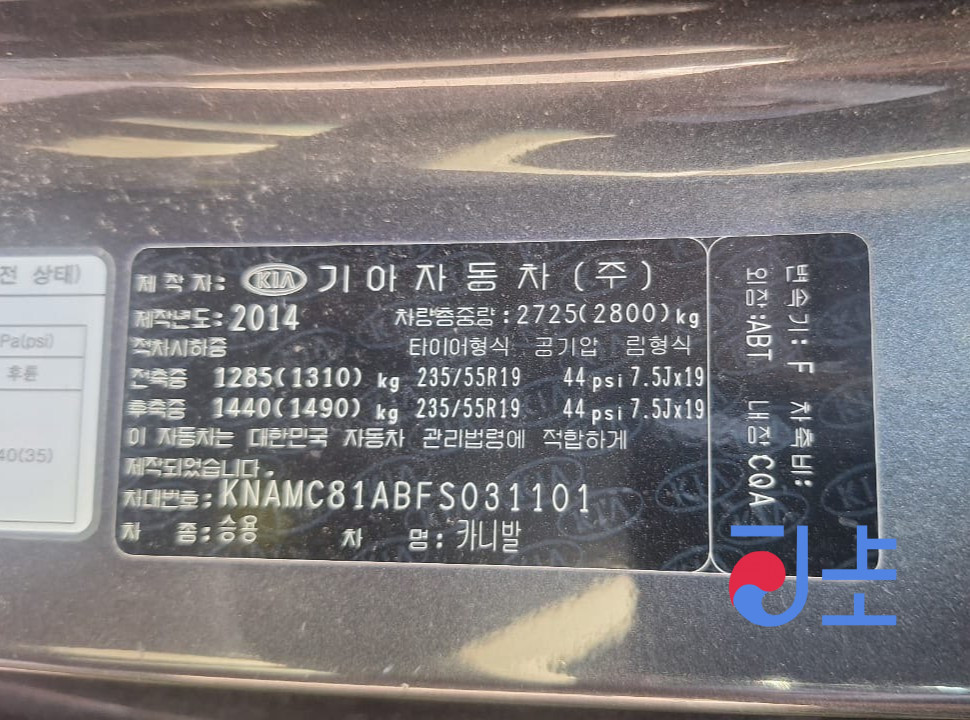 전 상태)
Pa(psi)
후륜
40(35)
제 작 자: KIA 기아자동차(주)
제작년도:2014 차량총중량:2725(2800)kg
적차시하중 타이어형식 공기압 림형식
전축중 1285(1310) kg 235/55R19 44psi 7.5Jx19
후축중 1440(1490) kg 235/55R19 44psi 7.5Jx19
이 자동차는 대한민국 자동차 관리법령에 적합하게
제작되었습니다.
차대번호:KNAMC81ABFS031101
차 종:승용 차 명:카니발
변속기:F 차축비:
외장:ABT 내장CQA